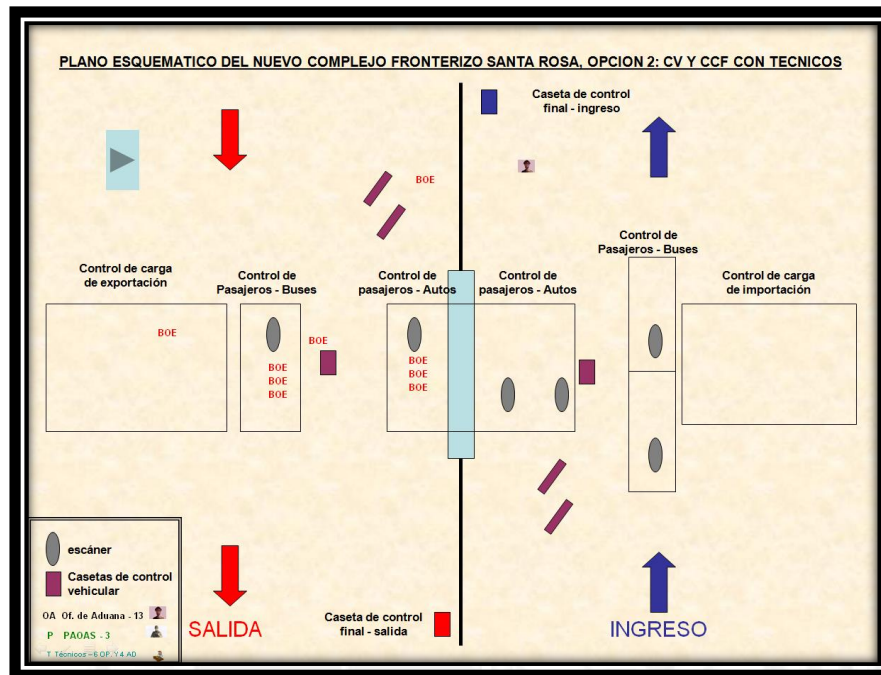 PLANO ESQUEMATICO DEL NUEVO COMPLEJO FRONTERIZO SANTA ROSA, OPCION 2: CV Y CCF CON TECNICOS
Caseta de control
final - ingreso
BOE
Control de carga
de exportación
Control de
Pasajeros - Buses
Control de
pasajeros - Autos
Control de
pasajeros - Autos
Control de
Pasajeros - Buses
Control de carga
de importación
BOE
BOE
BOE
BOE
BOE
BOE
BOE
BOE
escáner
Casetas de control
vehicular
OA Of. de Aduana - 13
P PAOAS - 3
T Técnicos – 6 OP. Y 4 AD
SALIDA
Caseta de control
final - salida
INGRESO